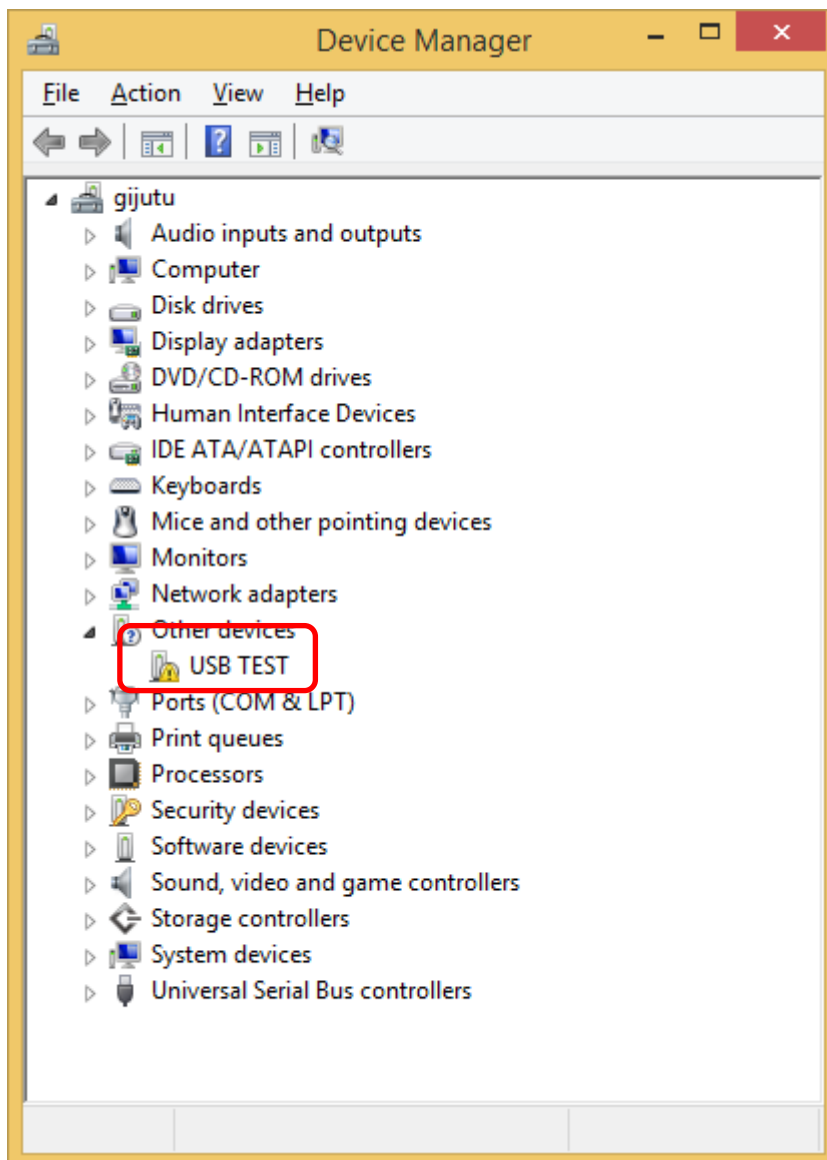 Device Manager
File Action View Help
gijutu
Audio inputs and outputs
Computer
Disk drives
Display adapters
DVD/CD-ROM drives
Human Interface Devices
IDE ATA/ATAPI controllers
Keyboards
Mice and other pointing devices
Monitors
Network adapters
Other devices
USB TEST
Ports (COM & LPT)
Print queues
Processors
Security devices
Software devices
Sound, video and game controllers
Storage controllers
System devices
Universal Serial Bus controllers